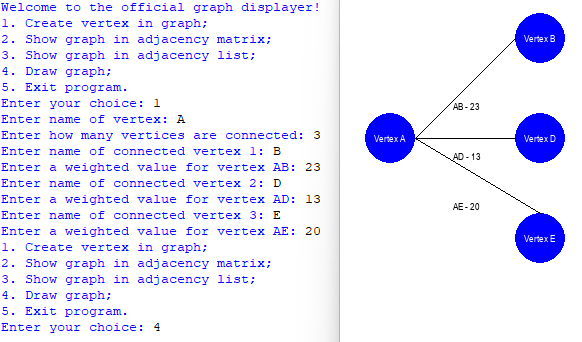 Welcome to the official graph displayer!
1. Create vertex in graph;
2. Show graph in adjacency matrix;
3. Show graph in adjacency list;
4. Draw graph;
5. Exit program.
Enter your choice: 1
Enter name of vertex: A
Enter how many vertices are connected: 3
Enter name of connected vertex 1: B
Enter a weighted value for vertex AB: 23
Enter name of connected vertex 2: D
Enter a weighted value for vertex AD: 13
Enter name of connected vertex 3: E
Enter a weighted value for vertex AE: 20
1. Create vertex in graph;
2. Show graph in adjacency matrix;
3. Show graph in adjacency list;
4. Draw graph;
5. Exit program.
Enter your choice: 4
Vertex B
AB - 23
Vertex A
Vertex D
AD - 13
AE - 20
Vertex E